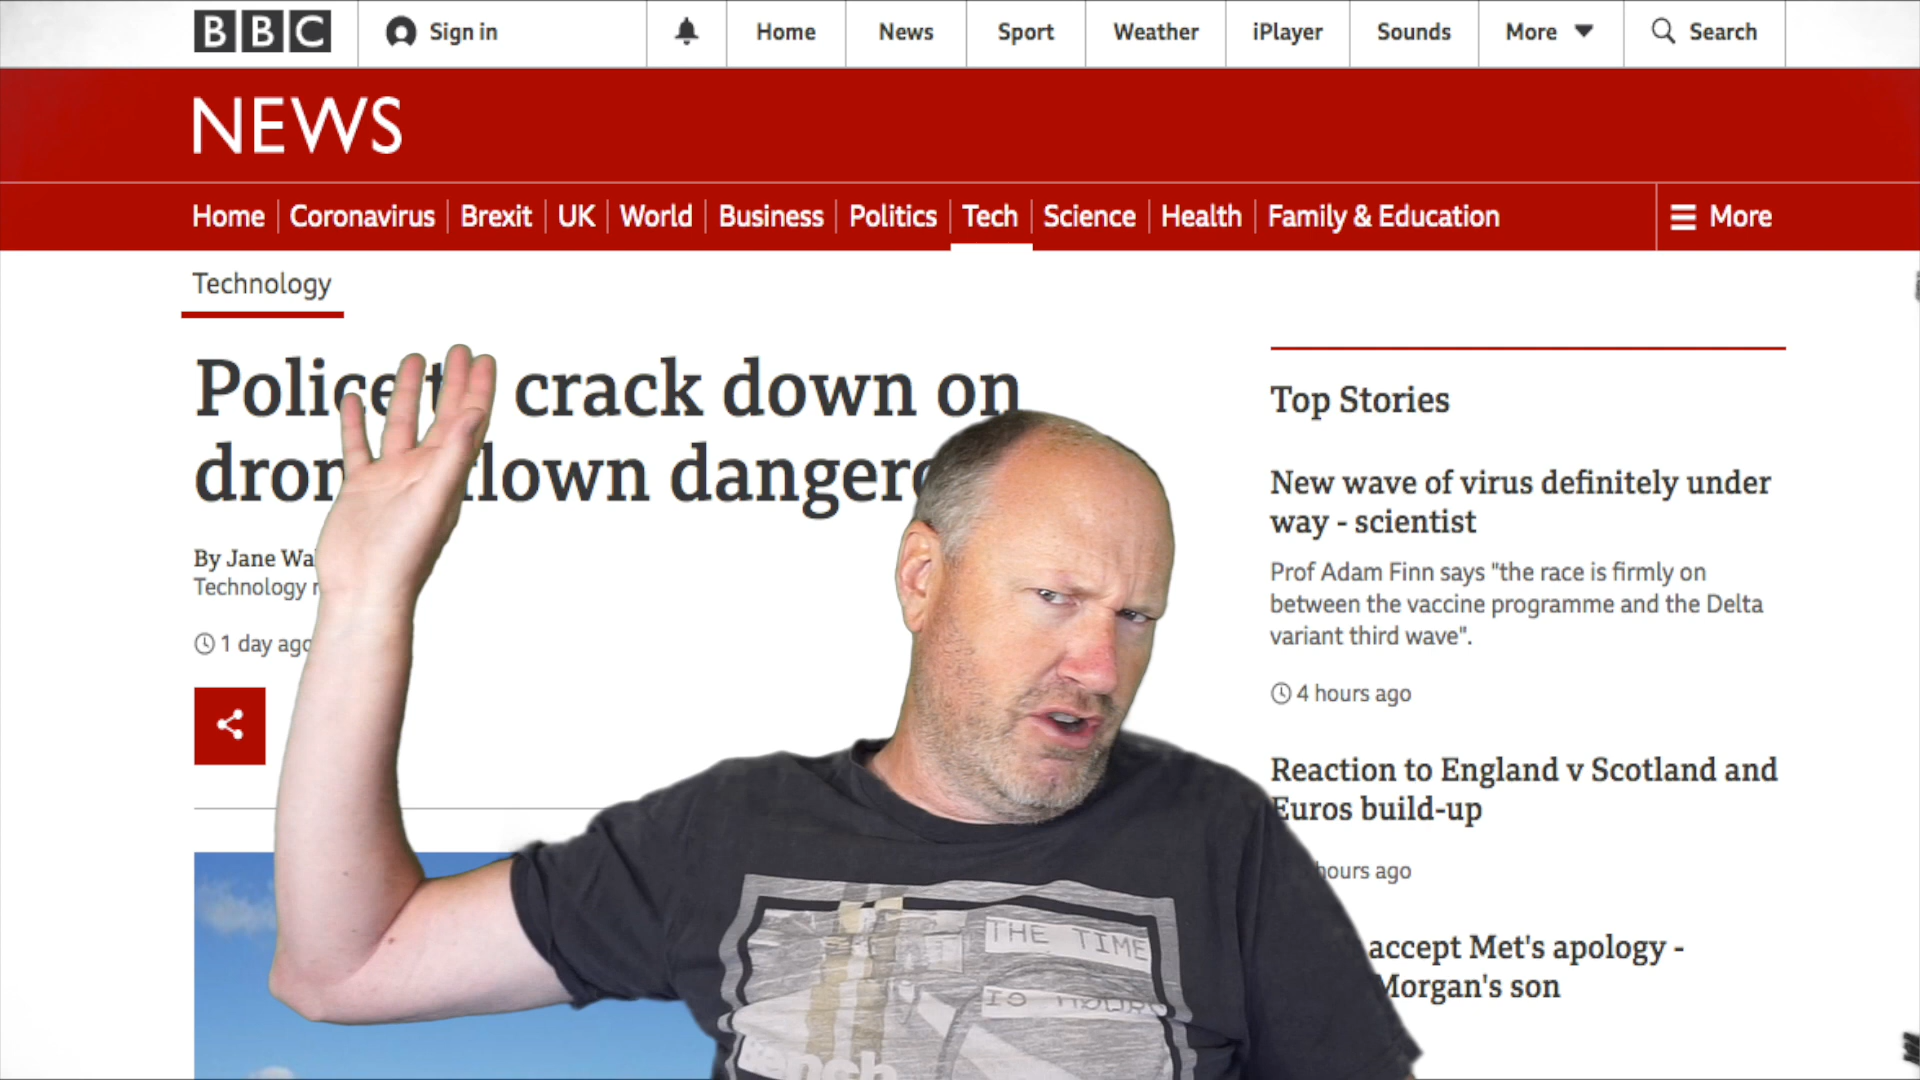 BBC
Sign in
Home
News
Sport
Weather
iPlayer
Sounds
More
Search
NEWS
Home
Coronavirus
Brexit
UK
World
Business
Politics
Tech
Science
Health
Family & Education
More
Technology
crack down on
flown
By Jane
Technology
1 day ago
Top Stories
New wave of virus definitely under
way - scientist
Prof Adam Finn says "the race is firmly on
between the vaccine programme and the Delta
variant third wave".
4 hours ago
Reaction to England v Scotland and
Euros build-up
hours ago
accept Met's apology -
Morgan's son
THE TIME